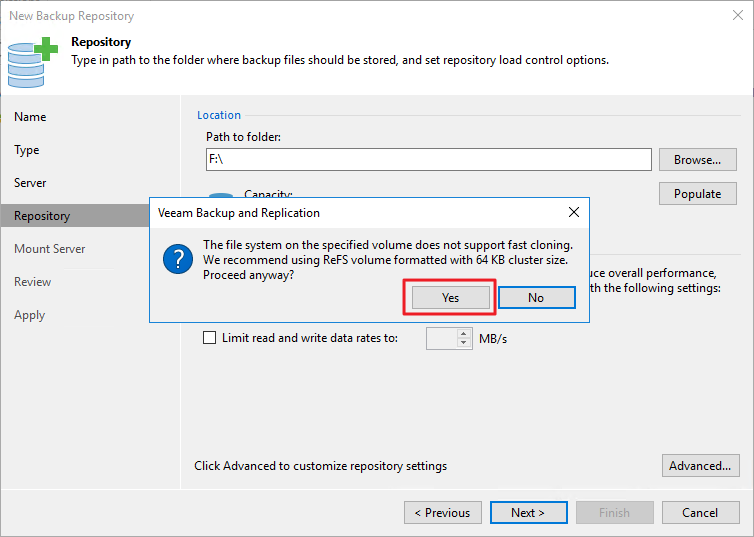 New Backup Repository
Repository
Type in path to the folder where backup files should be stored, and set repository load control options.
Name
Type
Server
Repository
Mount Server
Review
Apply
Location
Path to folder:
F:\
Browse...
Capacity:
Populate
Veeam Backup and Replication
The file system on the specified volume does not support fast cloning.
We recommend using ReFS volume formatted with 64 KB cluster size.
Proceed anyway?
Yes
No
overall performance,
the following settings:
Limit read and write data rates to:
MB/s
Click Advanced to customize repository settings
Advanced...
< Previous
Next >
Finish
Cancel